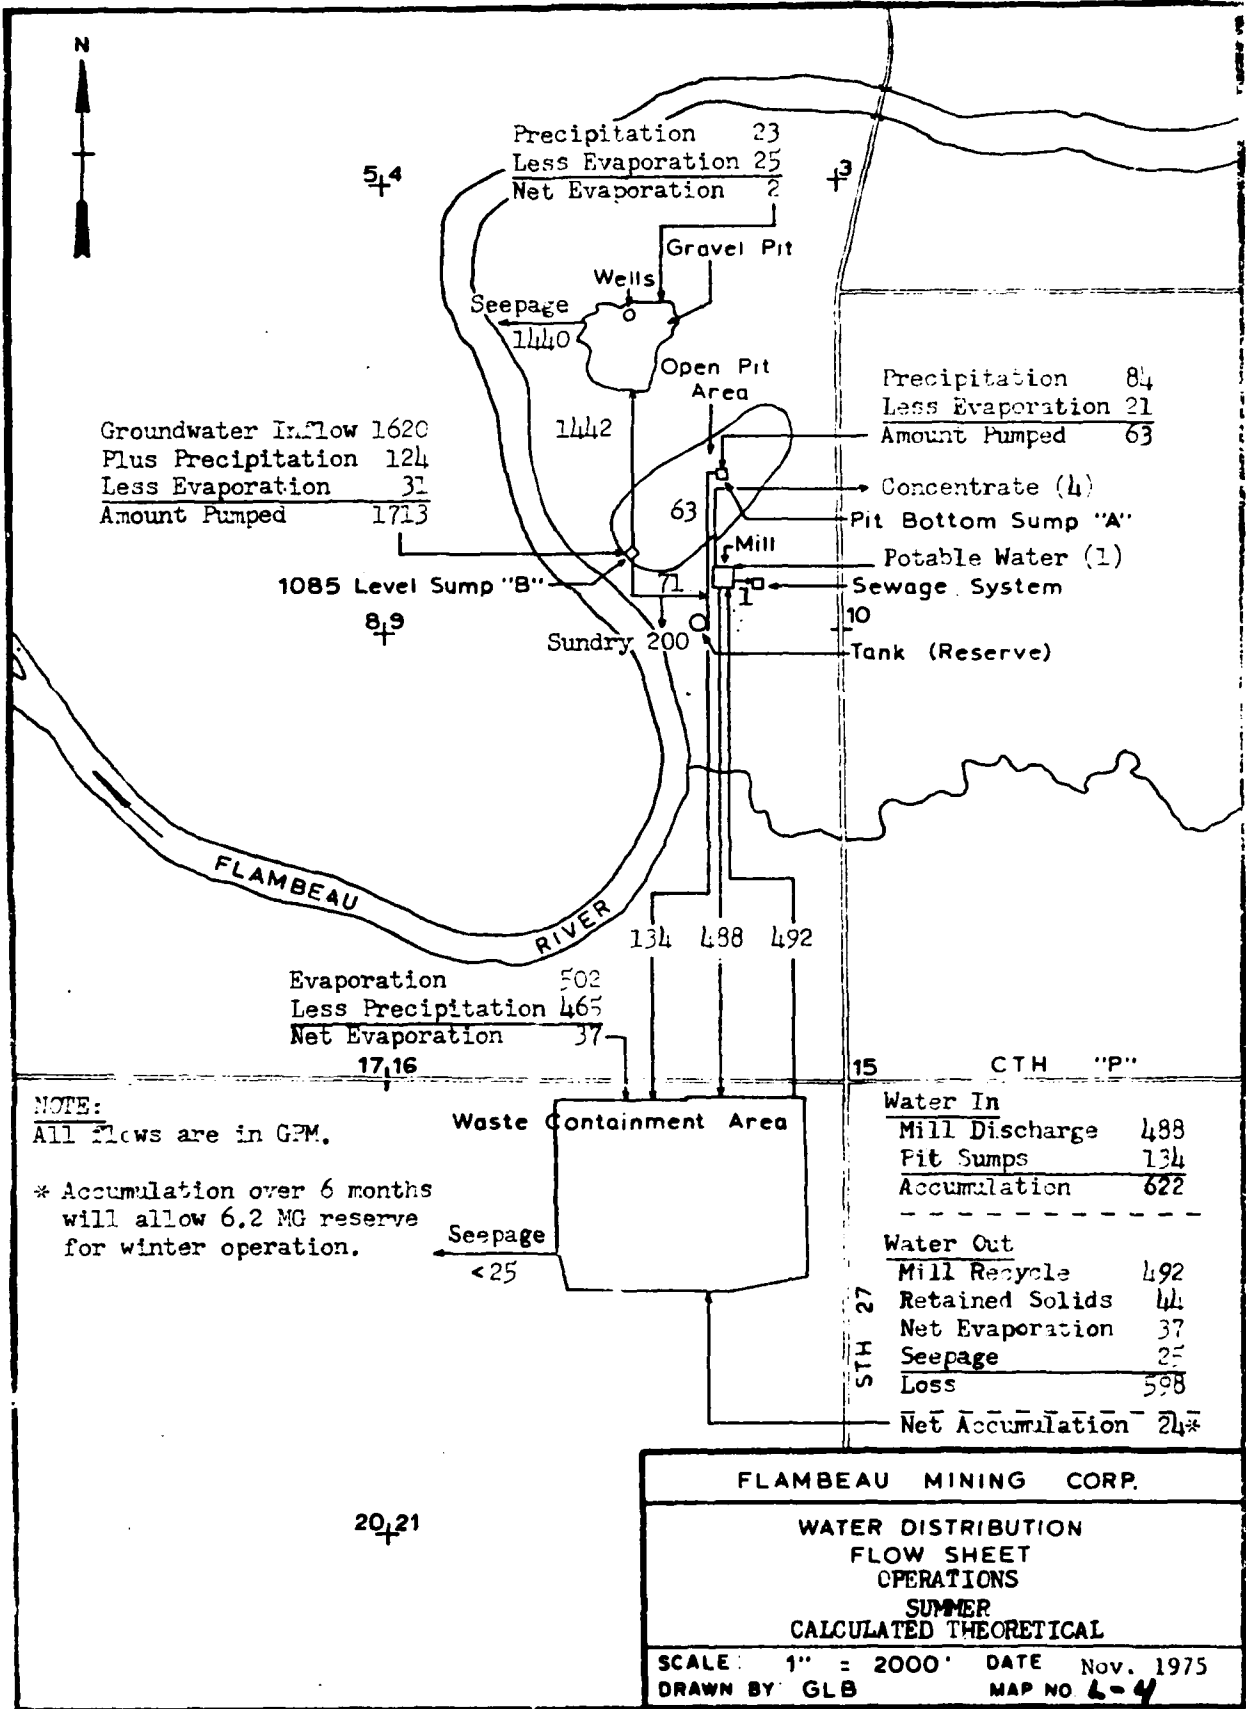 N
Precipitation 23
Less Evaporation 25
Net Evaporation 2
5 4
3
Gravel Pit
Wells
Seepage
1440
Open Pit
Area
Precipitation 84
Less Evaporation 21
Amount Pumped 63
Groundwater Inflow 1620
Plus Precipitation 124
Less Evaporation 31
Amount Pumped 1713
1442
Concentrate (4)
63
Pit Bottom Sump "A"
Mill
Potable Water (1)
1085 Level Sump "B"
71
1
Sewage System
8 9
10
Sundry 200
Tank (Reserve)
FLAMBEAU
RIVER
134 488 492
Evaporation 502
Less Precipitation 465
Net Evaporation 37
17 16
15
CTH "P"
NOTE:
All flows are in GPM.
* Accumulation over 6 months
will allow 6.2 MG reserve
for winter operation.
Waste Containment Area
Seepage
<25
Water In
Mill Discharge 488
Pit Sumps 134
Accumulation 622
Water Out
Mill Recycle 492
Retained Solids 44
Net Evaporation 37
Seepage 25
Loss 598
Net Accumulation 24*
STH 27
20 21
FLAMBEAU MINING CORP.
WATER DISTRIBUTION
FLOW SHEET
OPERATIONS
SUMMER
CALCULATED THEORETICAL
SCALE: 1" = 2000' DATE Nov. 1975
DRAWN BY GLB MAP NO.